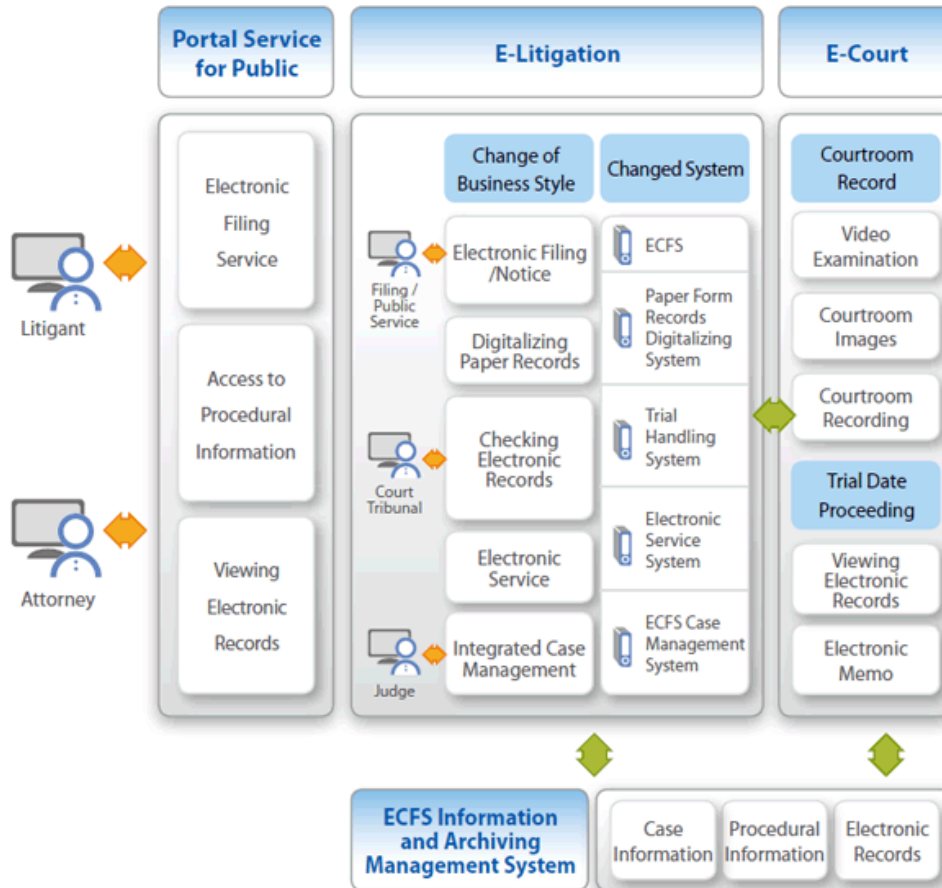 Portal Service
for Public
E-Litigation
E-Court
Litigant
Attorney
Electronic
Filing
Service
Access to
Procedural
Information
Viewing
Electronic
Records
Filing /
Public
Service
Court
Tribunal
Judge
Change of
Business Style
Electronic Filing
/Notice
Digitalizing
Paper Records
Checking
Electronic
Records
Electronic
Service
Integrated Case
Management
Changed System
ECFS
Paper Form
Records
Digitalizing
System
Trial
Handling
System
Electronic
Service
System
ECFS Case
Management
System
Courtroom
Record
Video
Examination
Courtroom
Images
Courtroom
Recording
Trial Date
Proceeding
Viewing
Electronic
Records
Electronic
Memo
ECFS Information
and Archiving
Management System
Case
Information
Procedural
Information
Electronic
Records